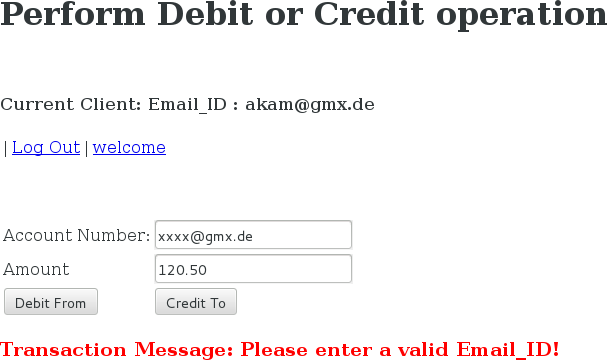 Perform Debit or Credit operation
Current Client: Email_ID : akam@gmx.de
| Log Out | welcome
Account Number: xxxx@gmx.de
Amount 120.50
Debit From Credit To
Transaction Message: Please enter a valid Email_ID!